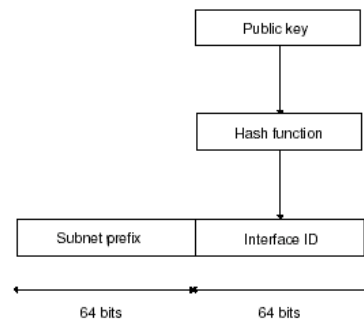 Public key
Hash function
Subnet prefix
Interface ID
64 bits
64 bits